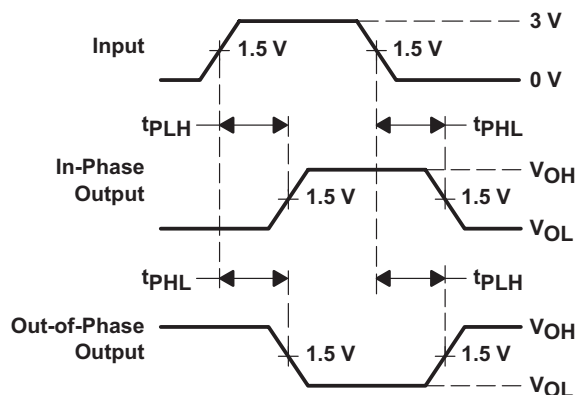 3 V
Input
1.5 V
1.5 V
0 V
tPLH
tPHL
In-Phase
Output
VOH
1.5 V
1.5 V
VOL
tPHL
tPLH
Out-of-Phase
Output
VOH
1.5 V
1.5 V
VOL